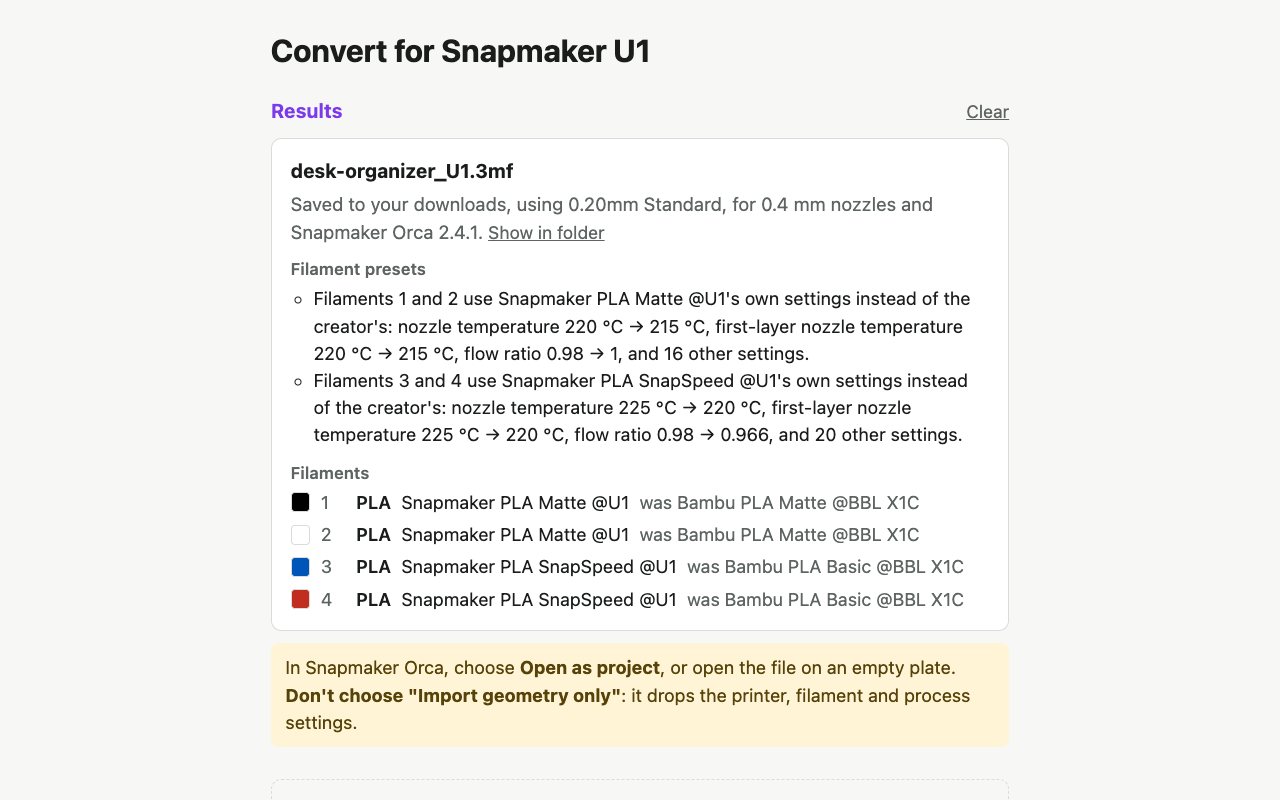 Convert for Snapmaker U1
Results
Clear
desk-organizer_U1.3mf
Saved to your downloads, using 0.20mm Standard, for 0.4 mm nozzles and
Snapmaker Orca 2.4.1. Show in folder
Filament presets
Filaments 1 and 2 use Snapmaker PLA Matte @U1's own settings instead of the
creator's: nozzle temperature 220 °C → 215 °C, first-layer nozzle temperature
220 °C → 215 °C, flow ratio 0.98 → 1, and 16 other settings.
Filaments 3 and 4 use Snapmaker PLA SnapSpeed @U1's own settings instead
of the creator's: nozzle temperature 225 °C → 220 °C, first-layer nozzle
temperature 225 °C → 220 °C, flow ratio 0.98 → 0.966, and 20 other settings.
Filaments
1 PLA Snapmaker PLA Matte @U1 was Bambu PLA Matte @BBL X1C
2 PLA Snapmaker PLA Matte @U1 was Bambu PLA Matte @BBL X1C
3 PLA Snapmaker PLA SnapSpeed @U1 was Bambu PLA Basic @BBL X1C
4 PLA Snapmaker PLA SnapSpeed @U1 was Bambu PLA Basic @BBL X1C
In Snapmaker Orca, choose Open as project, or open the file on an empty plate.
Don't choose "Import geometry only": it drops the printer, filament and process
settings.